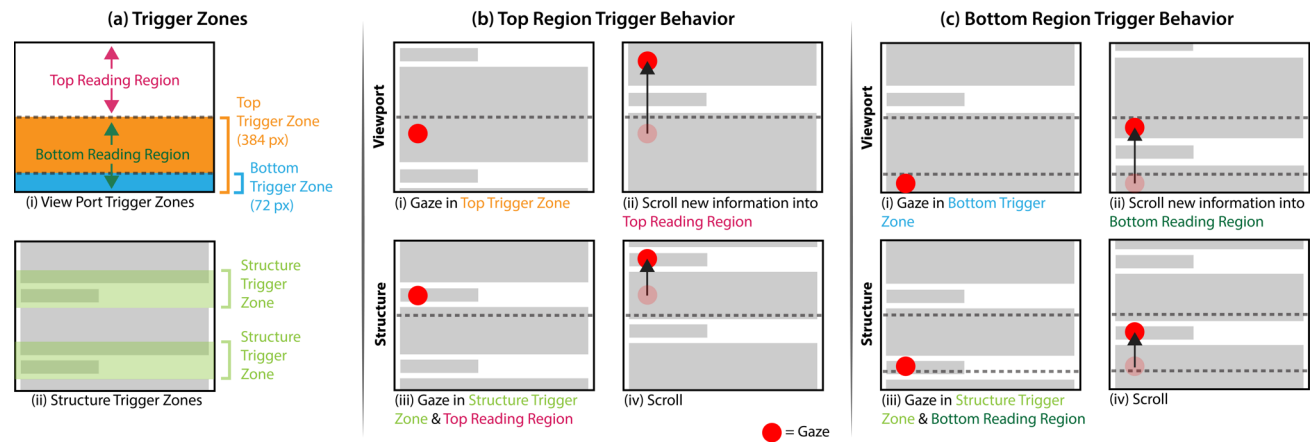 (a) Trigger Zones
Top Reading Region
Bottom Reading Region
Top
Trigger Zone
(384 px)
Bottom
Trigger Zone
(72 px)
(i) View Port Trigger Zones
Structure
Trigger
Zone
Structure
Trigger
Zone
(ii) Structure Trigger Zones
(b) Top Region Trigger Behavior
Viewport
(i) Gaze in Top Trigger Zone
(ii) Scroll new information into
Top Reading Region
Structure
(iii) Gaze in Structure Trigger
Zone & Top Reading Region
(iv) Scroll
= Gaze
(c) Bottom Region Trigger Behavior
Viewport
(i) Gaze in Bottom Trigger
Zone
(ii) Scroll new information into
Bottom Reading Region
Structure
(iii) Gaze in Structure Trigger
Zone & Bottom Reading Region
(iv) Scroll